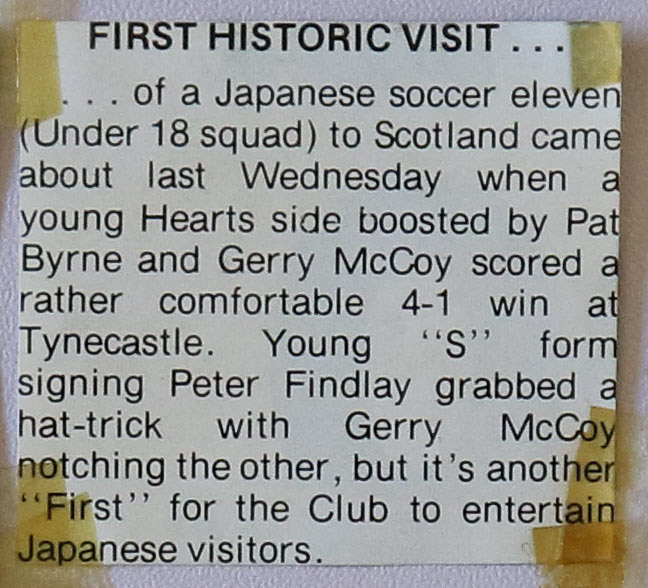 FIRST HISTORIC VISIT . . .
. . . of a Japanese soccer eleven
(Under 18 squad) to Scotland came
about last Wednesday when a
young Hearts side boosted by Pat
Byrne and Gerry McCoy scored a
rather comfortable 4-1 win at
Tynecastle. Young ‘‘S’’ form
signing Peter Findlay grabbed a
hat-trick with Gerry McCoy
notching the other, but it’s another
‘‘First’’ for the Club to entertain
Japanese visitors.